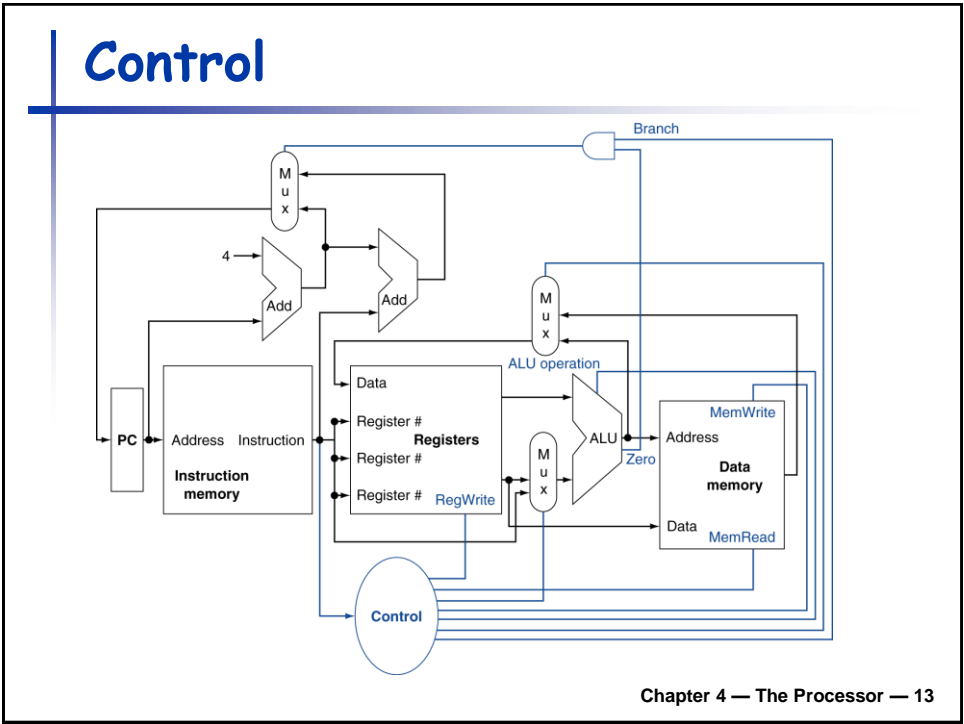 Control
Branch
M
u
x
4
Add
Add
M
u
x
ALU operation
Data
Register #
Registers
Register #
Register #
RegWrite
PC
Address
Instruction
Instruction
memory
M
u
x
ALU
Zero
MemWrite
Address
Data
memory
Data
MemRead
Control
Chapter 4 — The Processor — 13